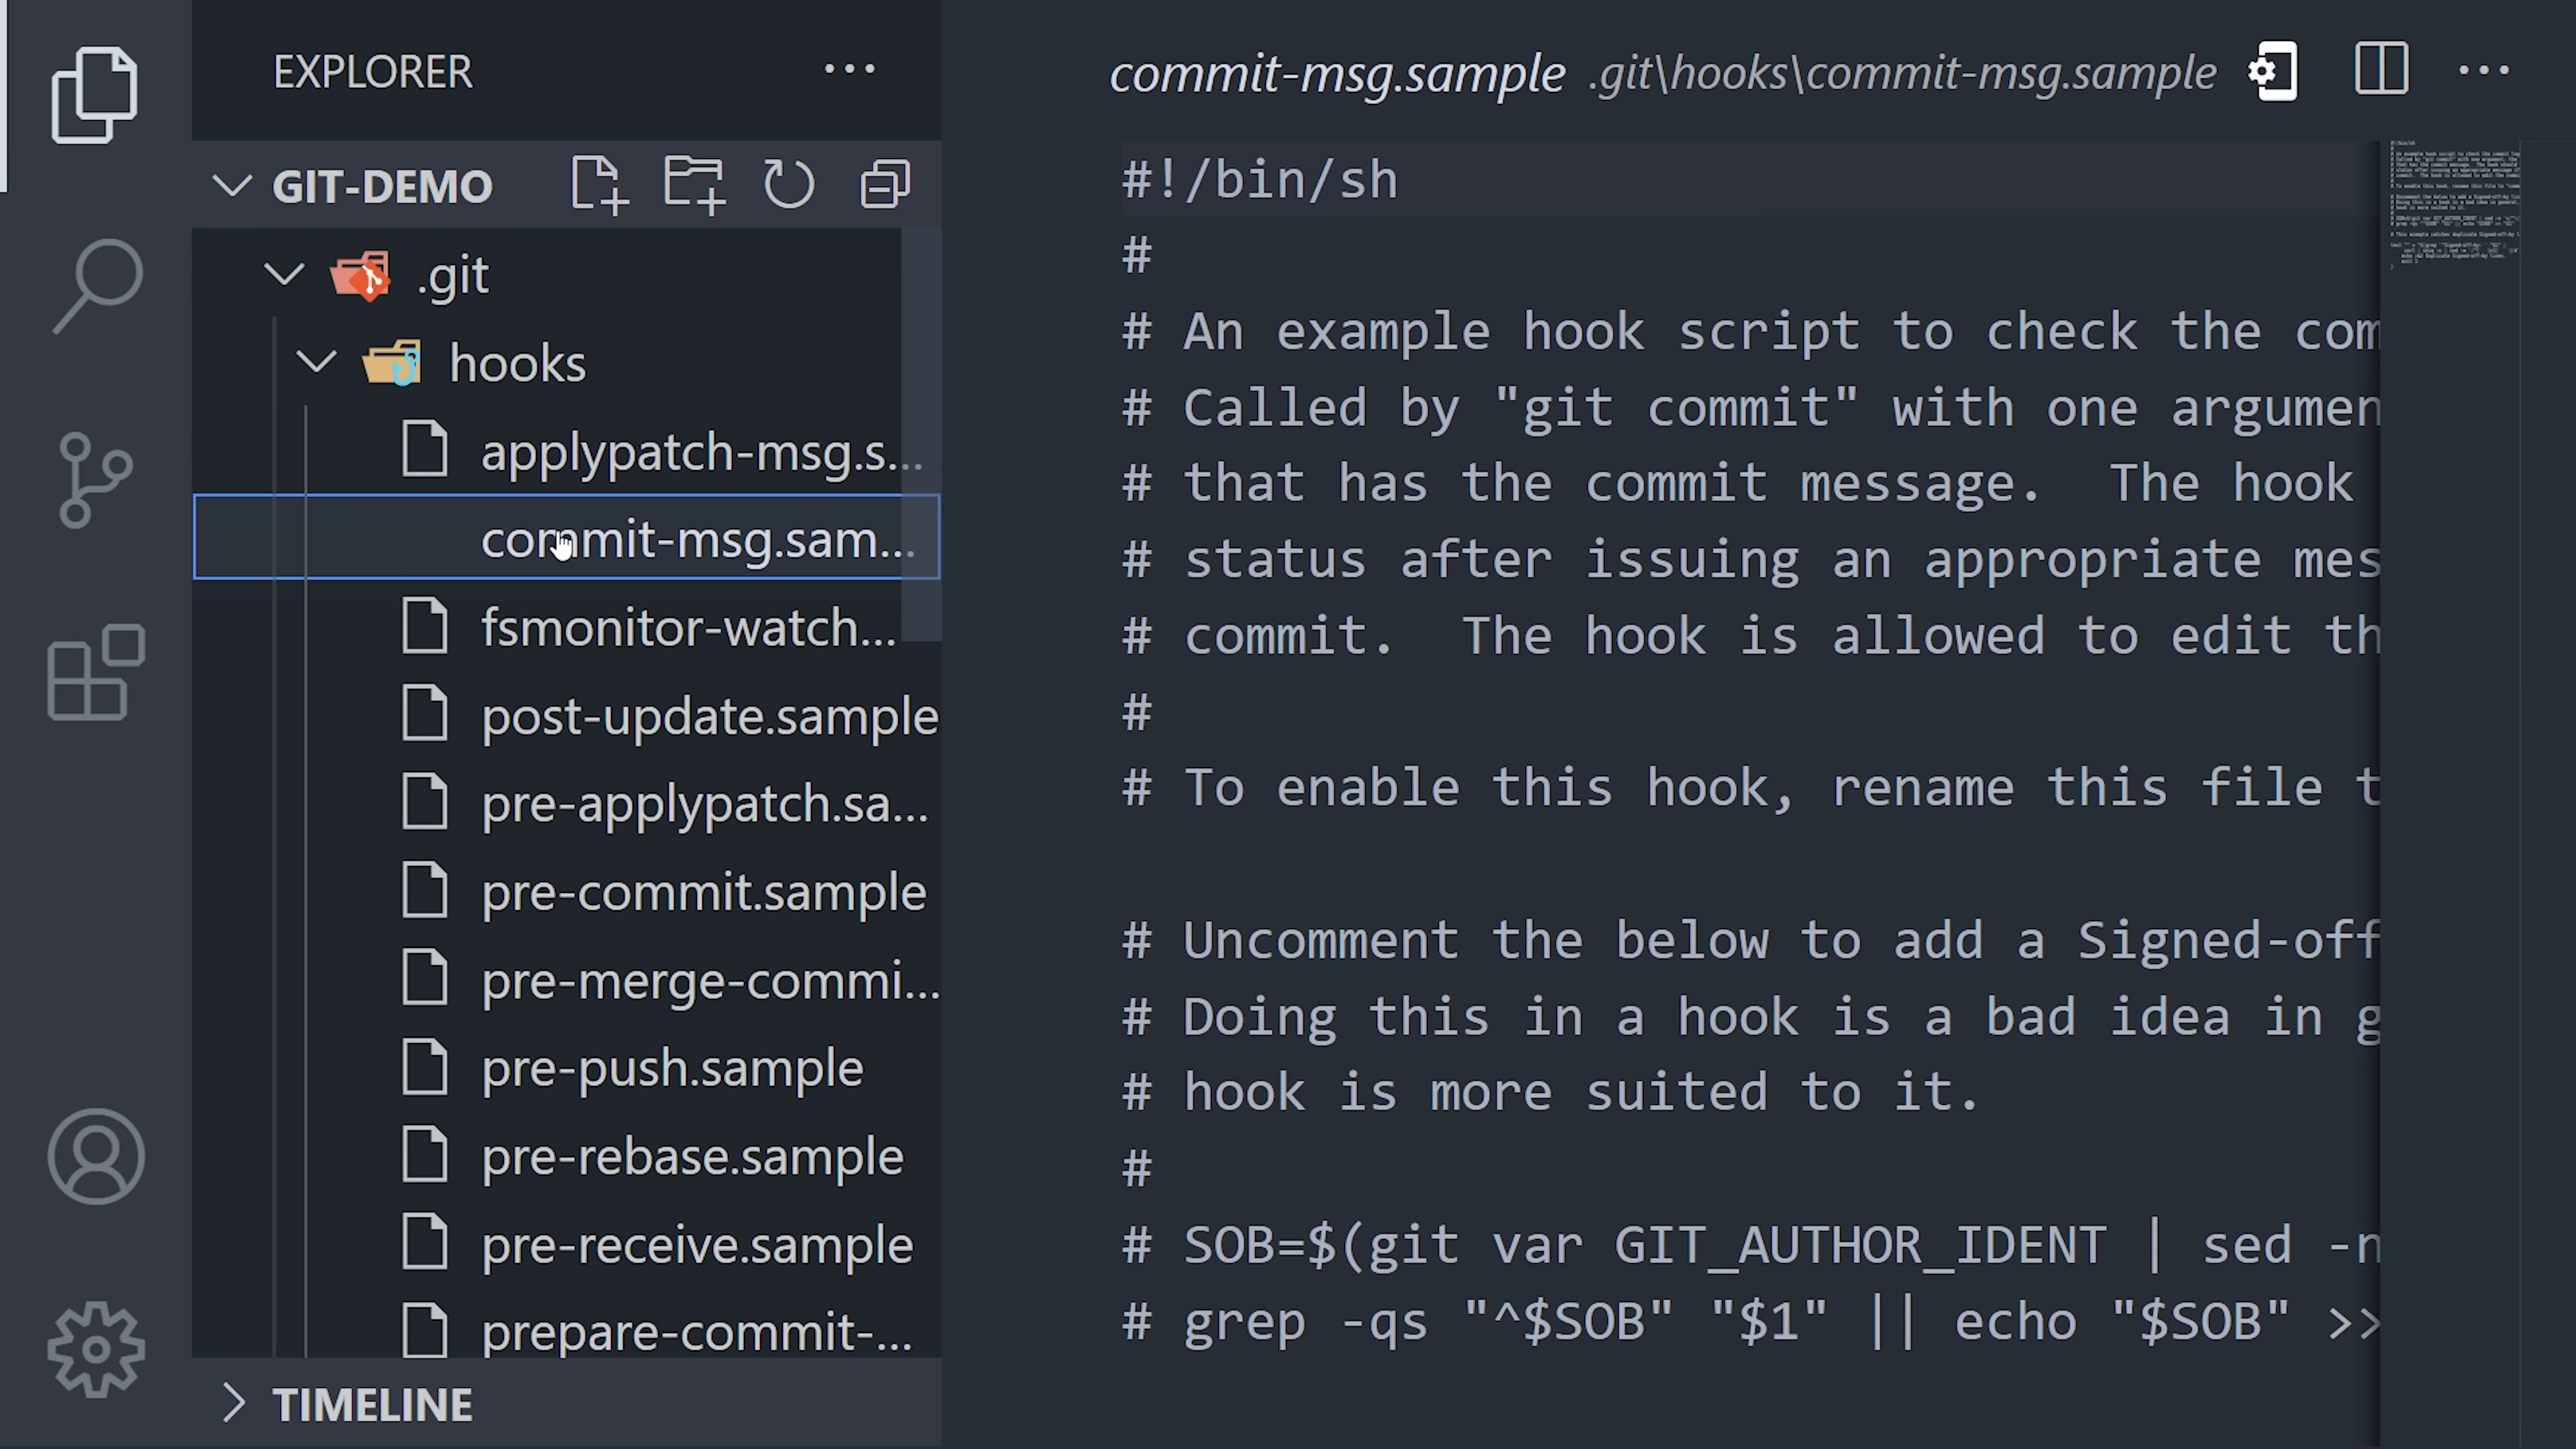 EXPLORER
GIT-DEMO
.git
hooks
applypatch-msg.s...
commit-msg.sam...
fsmonitor-watch...
post-update.sample
pre-applypatch.sa...
pre-commit.sample
pre-merge-commi...
pre-push.sample
pre-rebase.sample
pre-receive.sample
prepare-commit-...
TIMELINE
commit-msg.sample .git\hooks\commit-msg.sample
#!/bin/sh
#
# An example hook script to check the com
# Called by "git commit" with one argumen
# that has the commit message.  The hook
# status after issuing an appropriate mes
# commit.  The hook is allowed to edit th
#
# To enable this hook, rename this file t
# Uncomment the below to add a Signed-off
# Doing this in a hook is a bad idea in g
# hook is more suited to it.
#
# SOB=$(git var GIT_AUTHOR_IDENT | sed -n
# grep -qs "^$SOB" "$1" || echo "$SOB" >>